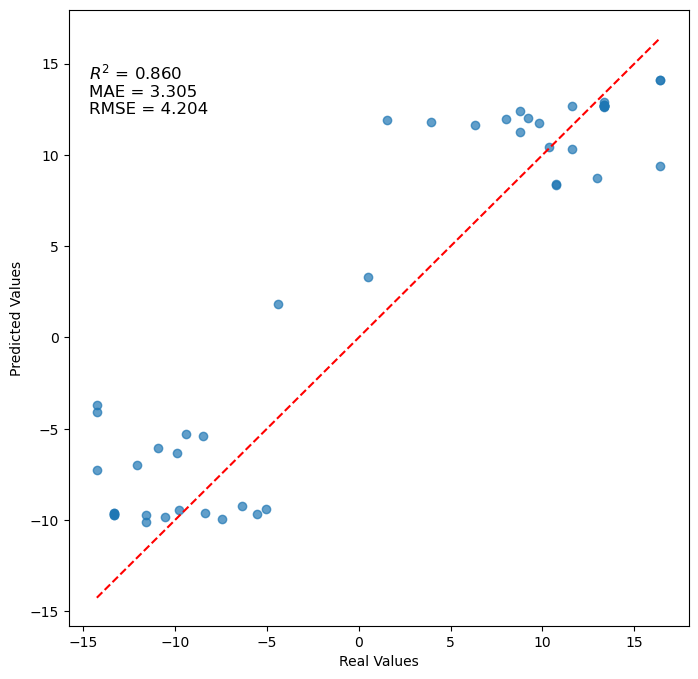 R² = 0.860
MAE = 3.305
RMSE = 4.204
15
10
5
0
−5
−10
−15
Predicted Values
−15 −10 −5 0 5 10 15
Real Values